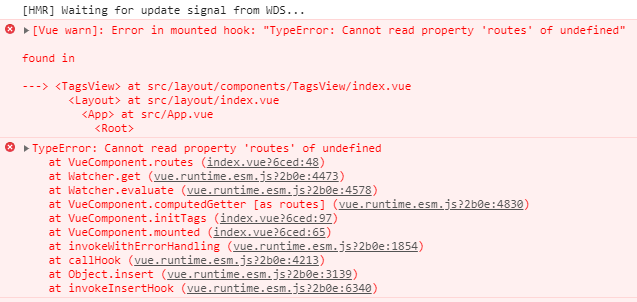 [HMR] Waiting for update signal from WDS...
[Vue warn]: Error in mounted hook: "TypeError: Cannot read property 'routes' of undefined"
found in
---> <TagsView> at src/layout/components/TagsView/index.vue
<Layout> at src/layout/index.vue
<App> at src/App.vue
<Root>
TypeError: Cannot read property 'routes' of undefined
at VueComponent.routes (index.vue?6ced:48)
at Watcher.get (vue.runtime.esm.js?2b0e:4473)
at Watcher.evaluate (vue.runtime.esm.js?2b0e:4578)
at VueComponent.computedGetter [as routes] (vue.runtime.esm.js?2b0e:4830)
at VueComponent.initTags (index.vue?6ced:97)
at VueComponent.mounted (index.vue?6ced:65)
at invokeWithErrorHandling (vue.runtime.esm.js?2b0e:1854)
at callHook (vue.runtime.esm.js?2b0e:4213)
at Object.insert (vue.runtime.esm.js?2b0e:3139)
at invokeInsertHook (vue.runtime.esm.js?2b0e:6340)